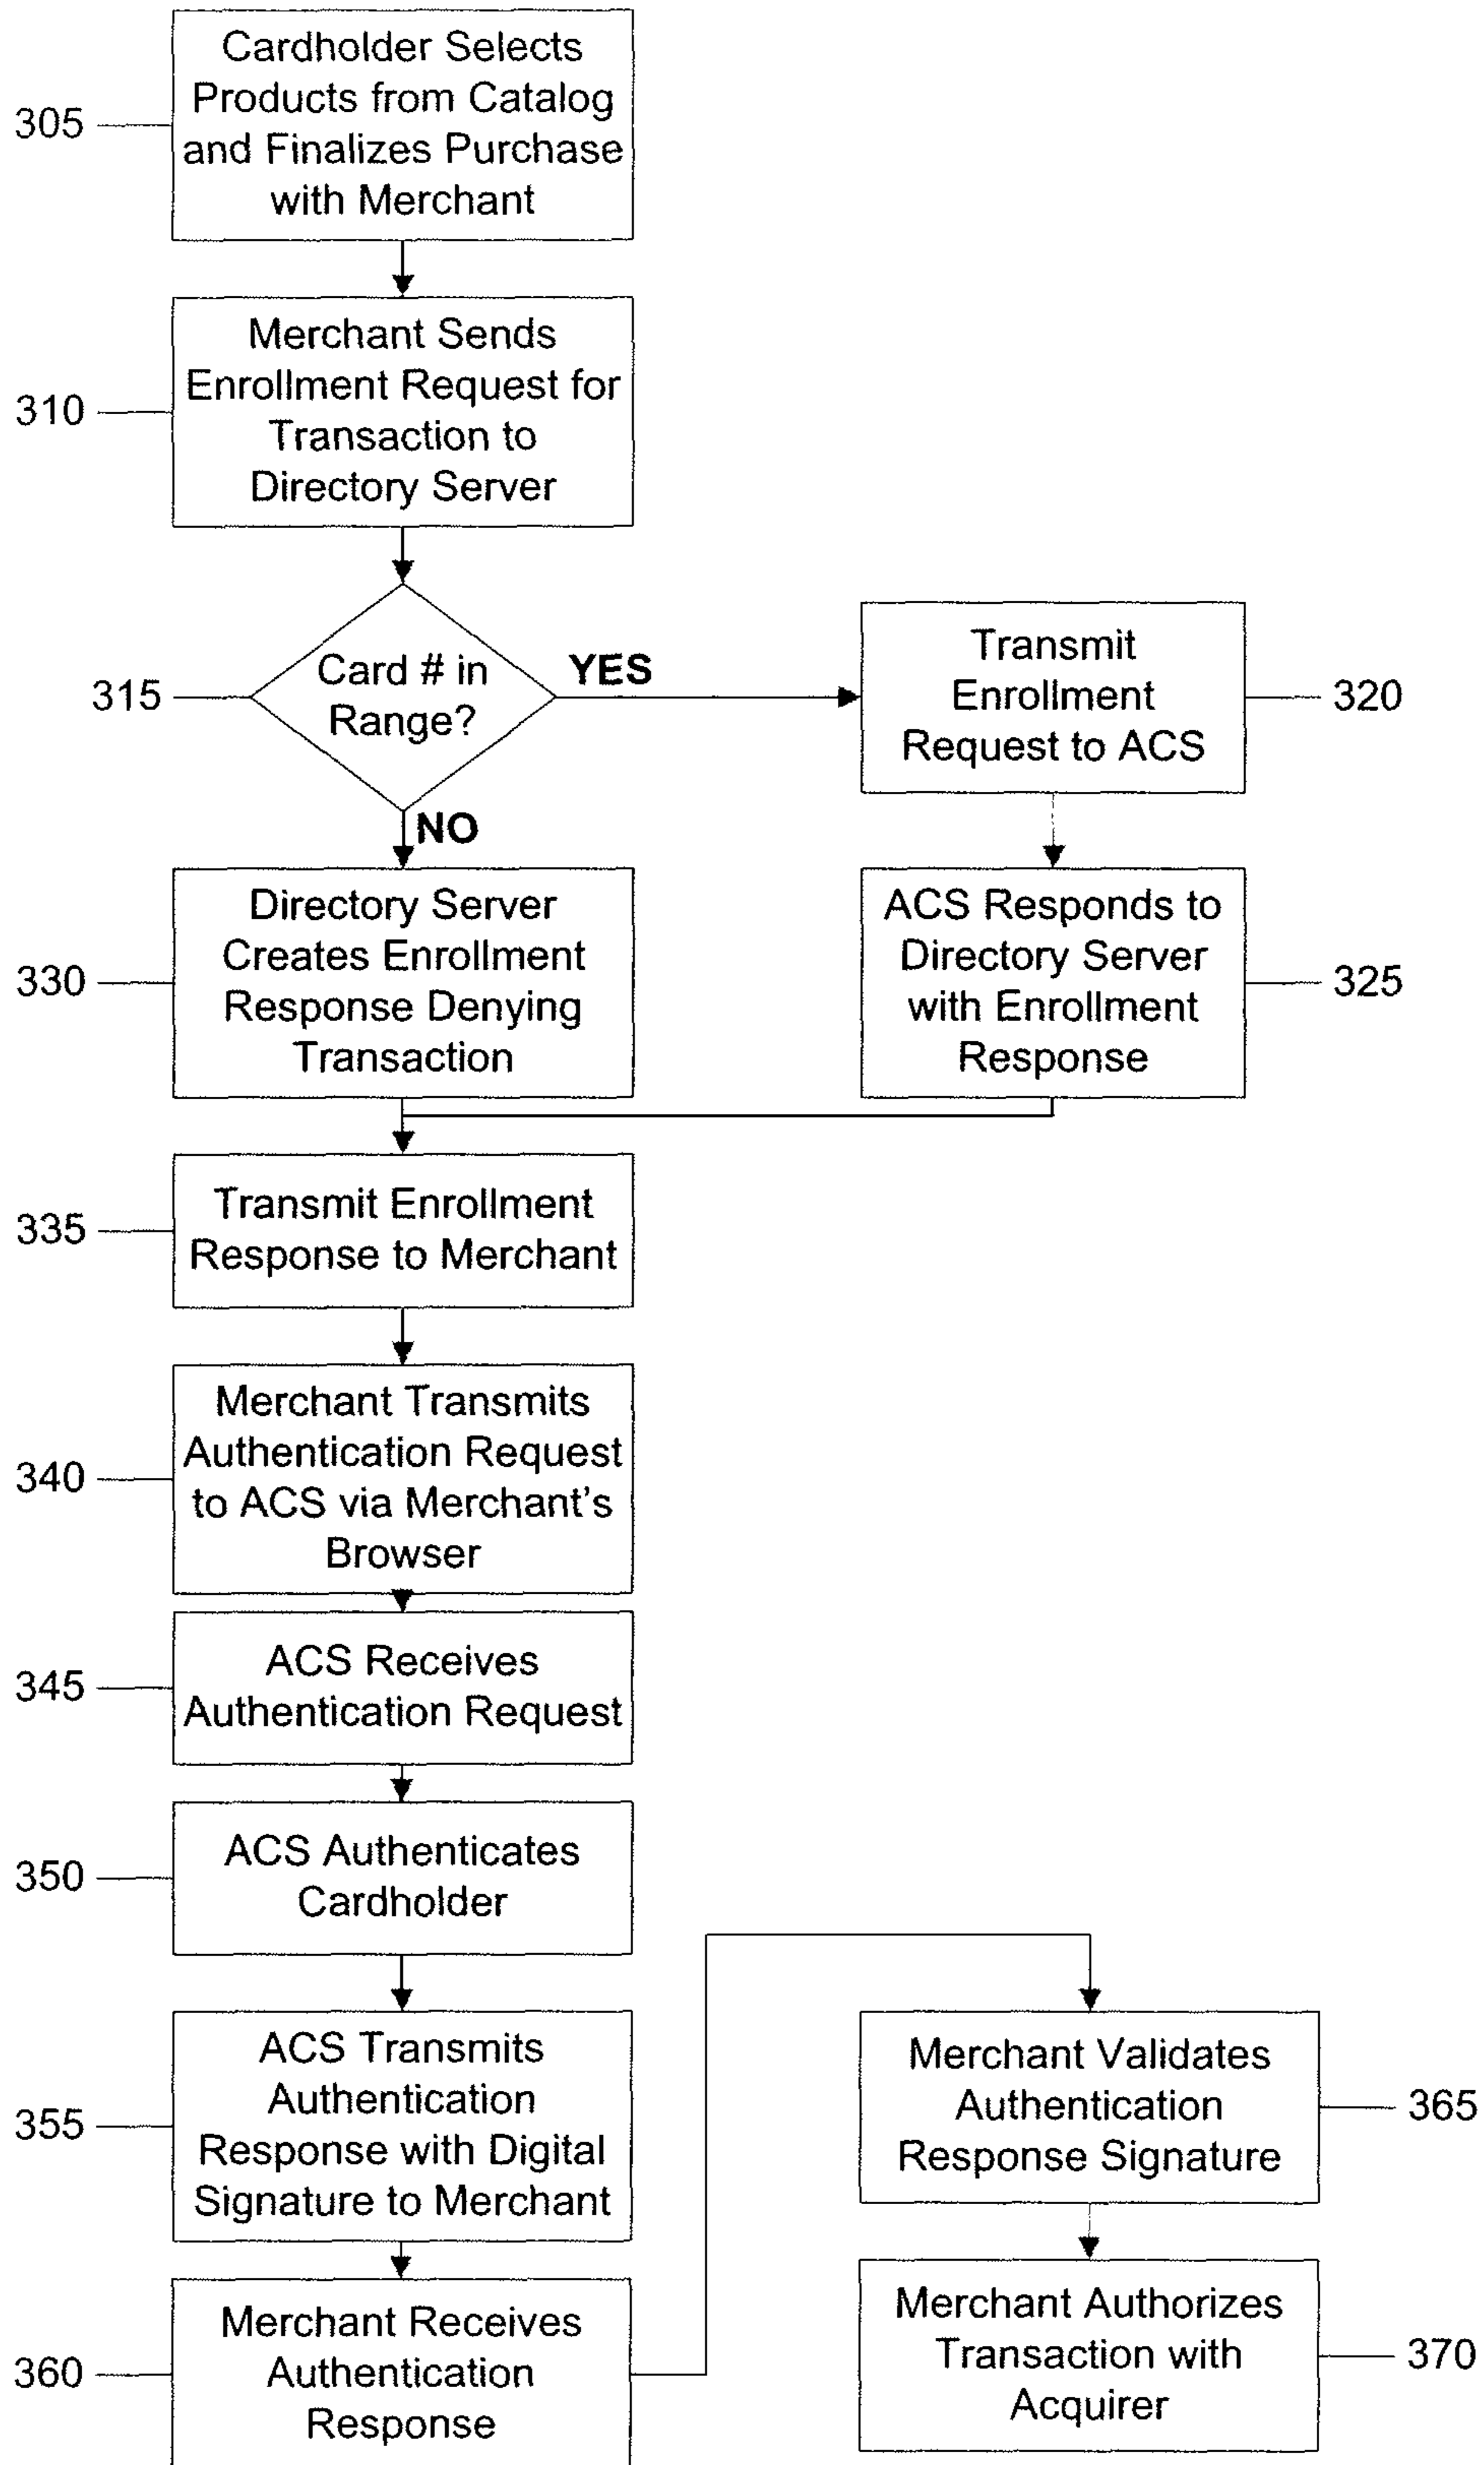 305
Cardholder Selects
Products from Catalog
and Finalizes Purchase
with Merchant
310
Merchant Sends
Enrollment Request for
Transaction to
Directory Server
315
Card # in
Range?
YES
NO
Transmit
Enrollment
Request to ACS
320
330
Directory Server
Creates Enrollment
Response Denying
Transaction
ACS Responds to
Directory Server
with Enrollment
Response
325
335
Transmit Enrollment
Response to Merchant
340
Merchant Transmits
Authentication Request
to ACS via Merchant's
Browser
345
ACS Receives
Authentication Request
350
ACS Authenticates
Cardholder
355
ACS Transmits
Authentication
Response with Digital
Signature to Merchant
360
Merchant Receives
Authentication
Response
Merchant Validates
Authentication
Response Signature
365
Merchant Authorizes
Transaction with
Acquirer
370